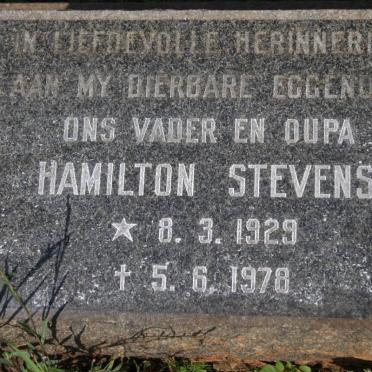 IN LIEFDEVOLLE HERINNERI
AAN MY DIERBARE EGGENO
ONS VADER EN OUPA
HAMILTON STEVENS
* 8. 3. 1929
† 5. 6. 1978